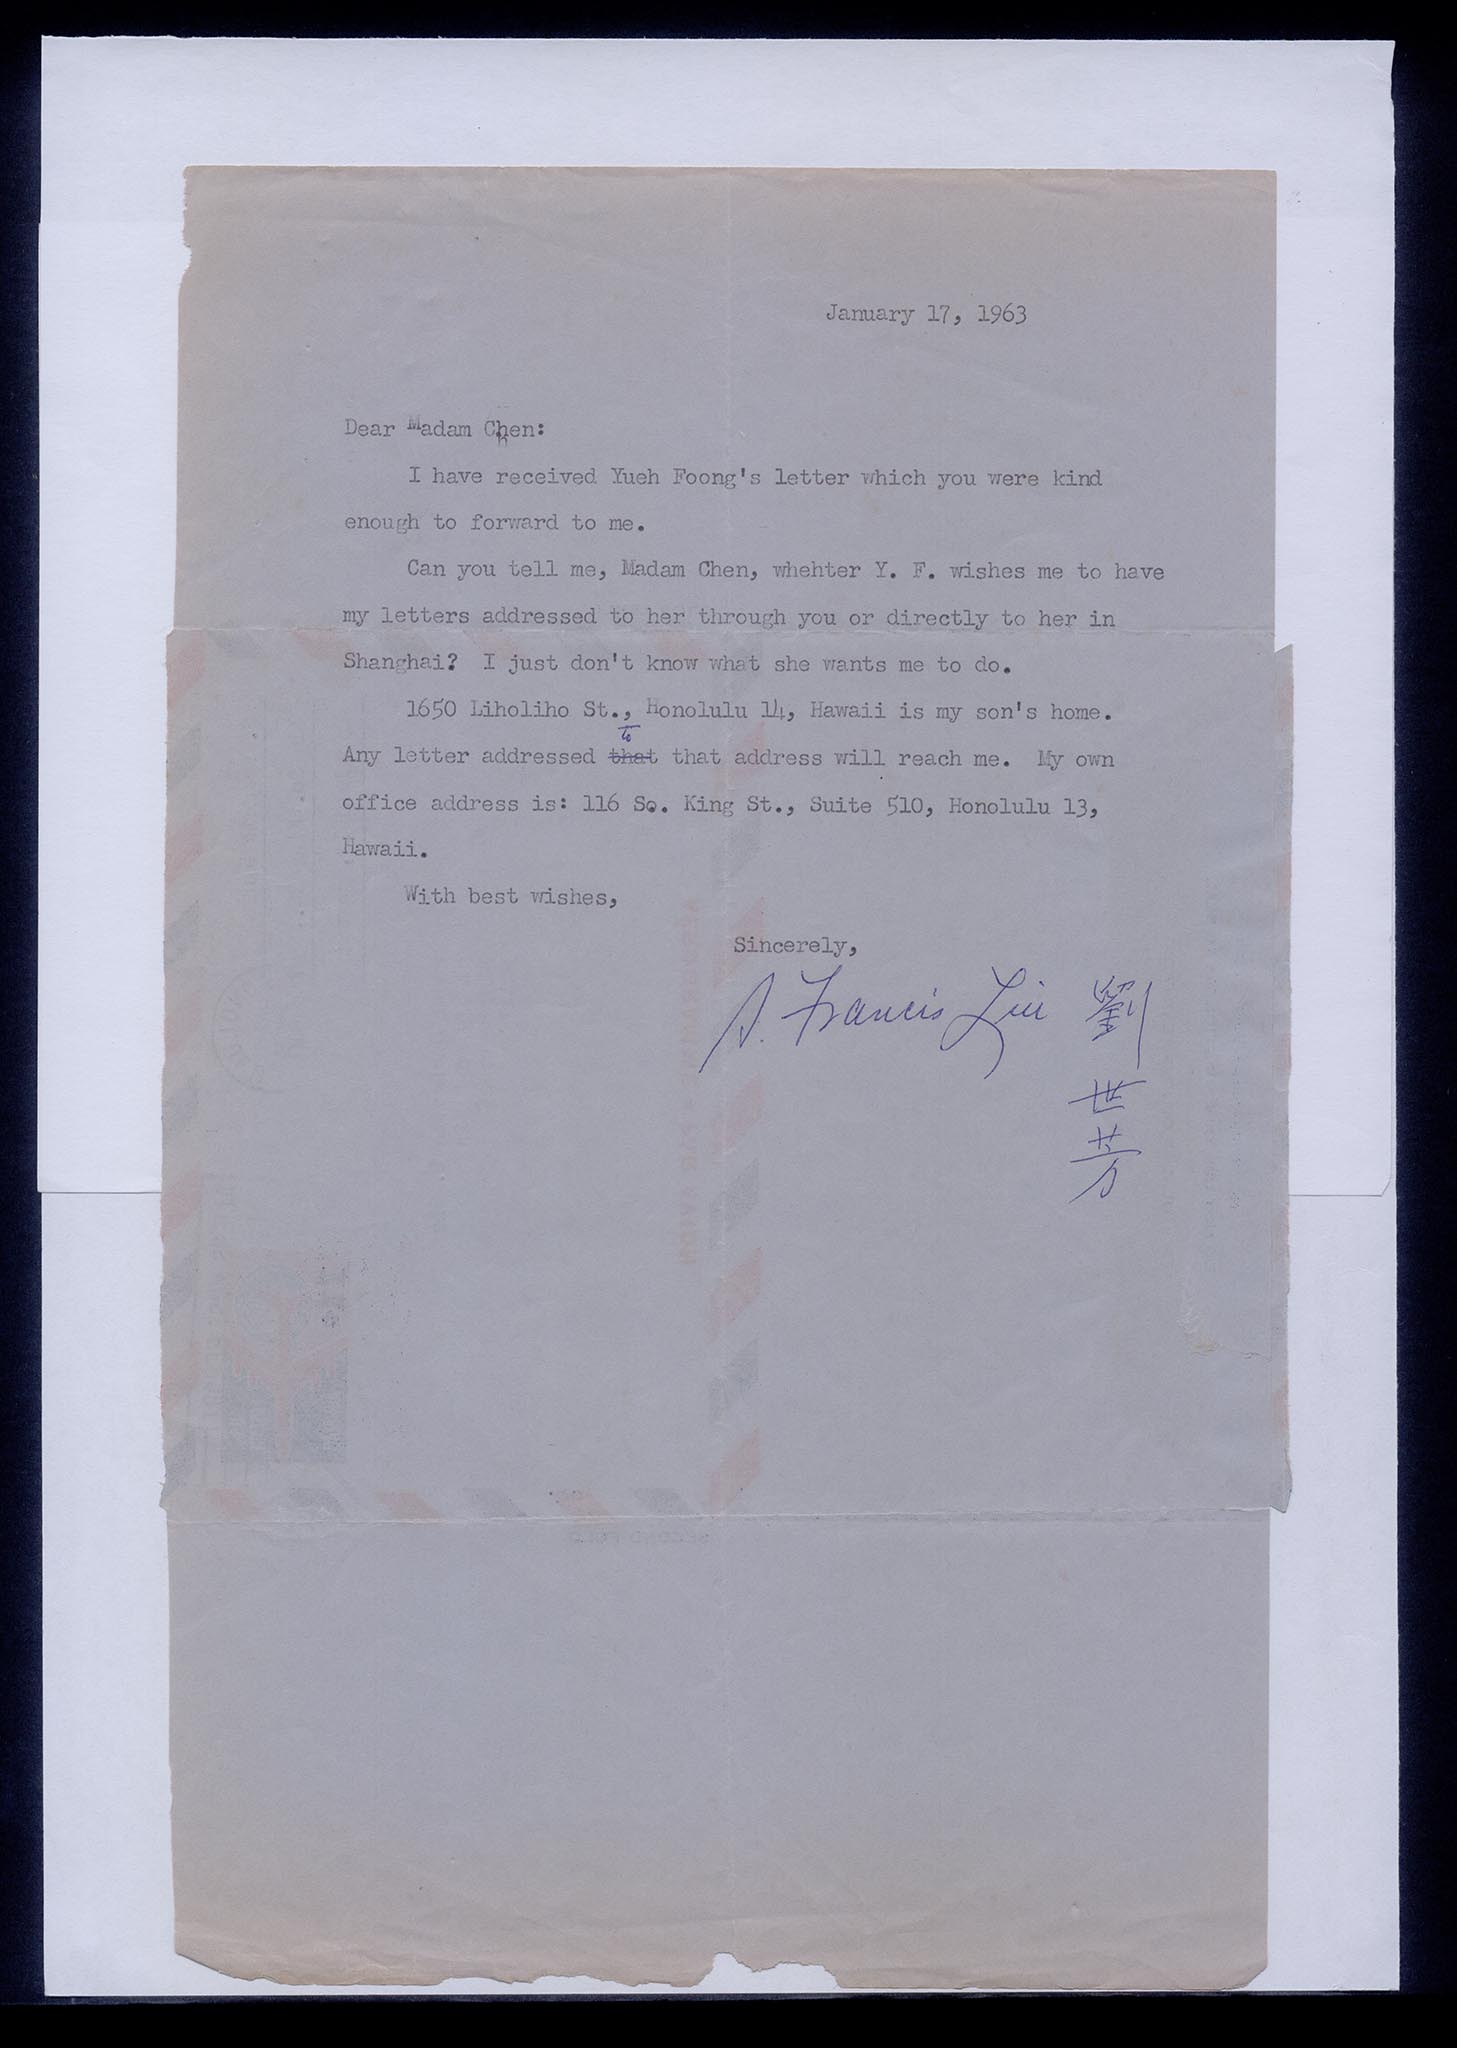 January 17, 1963
Dear Madam Chen:
I have received Yueh Foong's letter which you were kind
enough to forward to me.
Can you tell me, Madam Chen, whehter Y. F. wishes me to have
my letters addressed to her through you or directly to her in
Shanghai? I just don't know what she wants me to do.
1650 Liholiho St., Honolulu 14, Hawaii is my son's home.
to
Any letter addressed that that address will reach me. My own
office address is: 116 So. King St., Suite 510, Honolulu 13,
Hawaii.
With best wishes,
Sincerely,
S. Francis Liu 劉
世
芳
SECOND FOLD